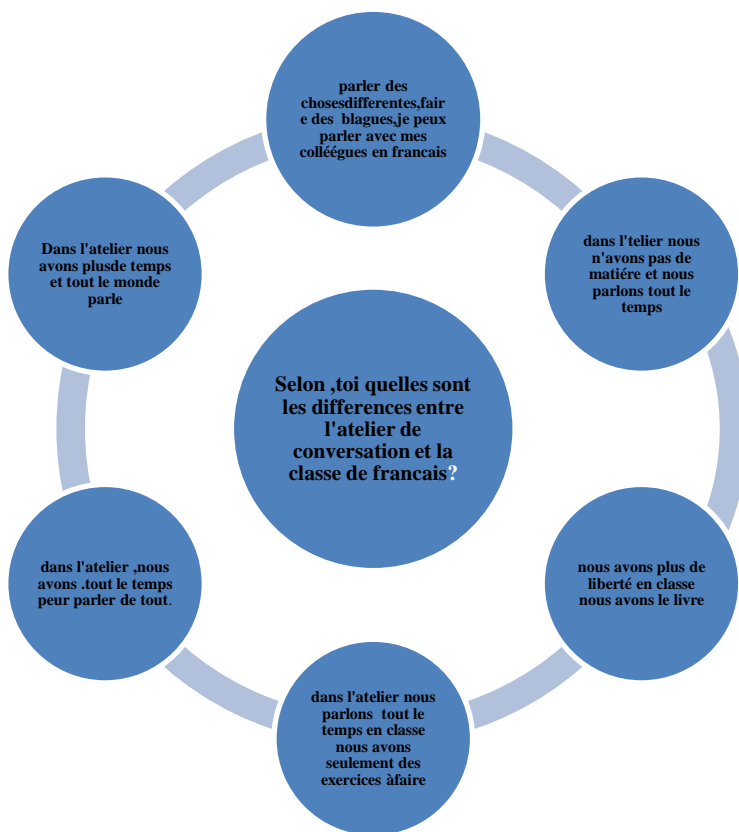 parler des
chosesdifferentes,fair
e des blagues,je peux
parler avec mes
colléégues en francais
Dans l'atelier nous
avons plusde temps
et tout le monde
parle
dans l'telier nous
n'avons pas de
matiére et nous
parlons tout le
temps
Selon ,toi quelles sont
les differences entre
l'atelier de
conversation et la
classe de francais?
dans l'atelier ,nous
avons .tout le temps
peur parler de tout.
nous avons plus de
liberté en classe
nous avons le livre
dans l'atelier nous
parlons tout le
temps en classe
nous avons
seulement des
exercices àfaire